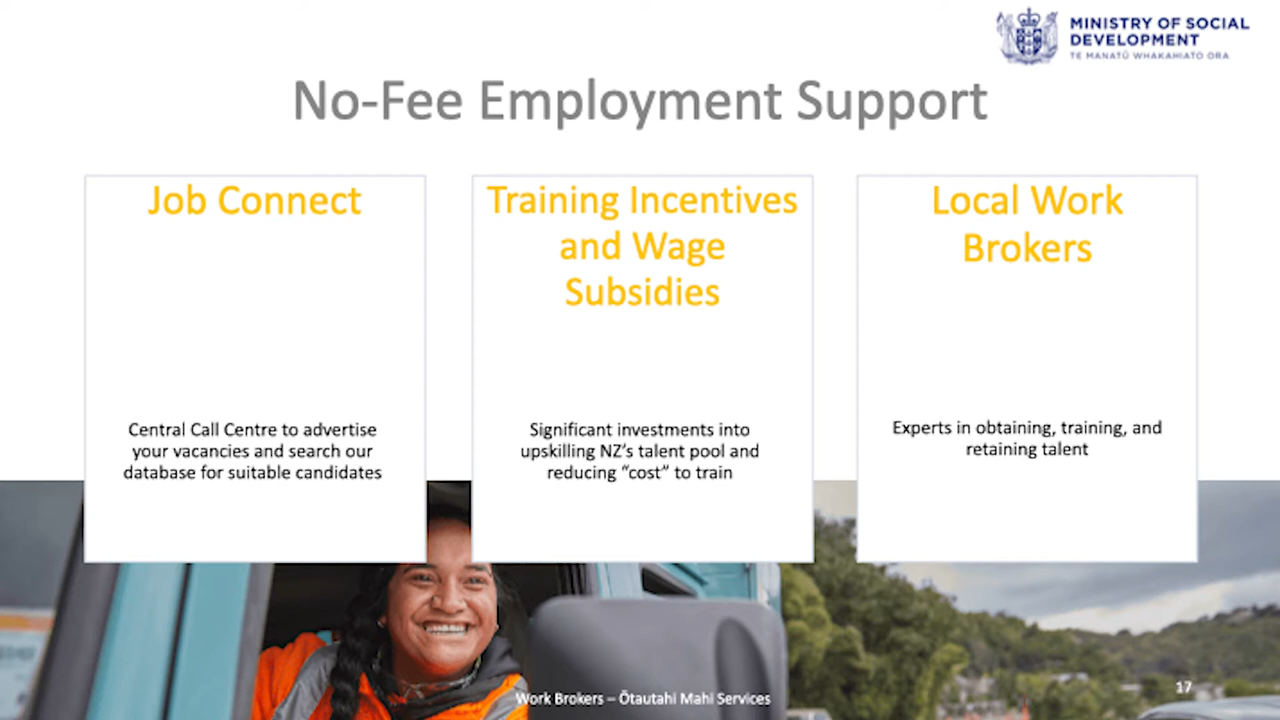 MINISTRY OF SOCIAL
DEVELOPMENT
TE MANATŪ WHAKAHIATO ORA
No-Fee Employment Support
Job Connect
Central Call Centre to advertise
your vacancies and search our
database for suitable candidates
Training Incentives
and Wage
Subsidies
Significant investments into
upskilling NZ's talent pool and
reducing “cost” to train
Local Work
Brokers
Experts in obtaining, training, and
retaining talent
Work Brokers – Ōtautahi Mahi Services
17